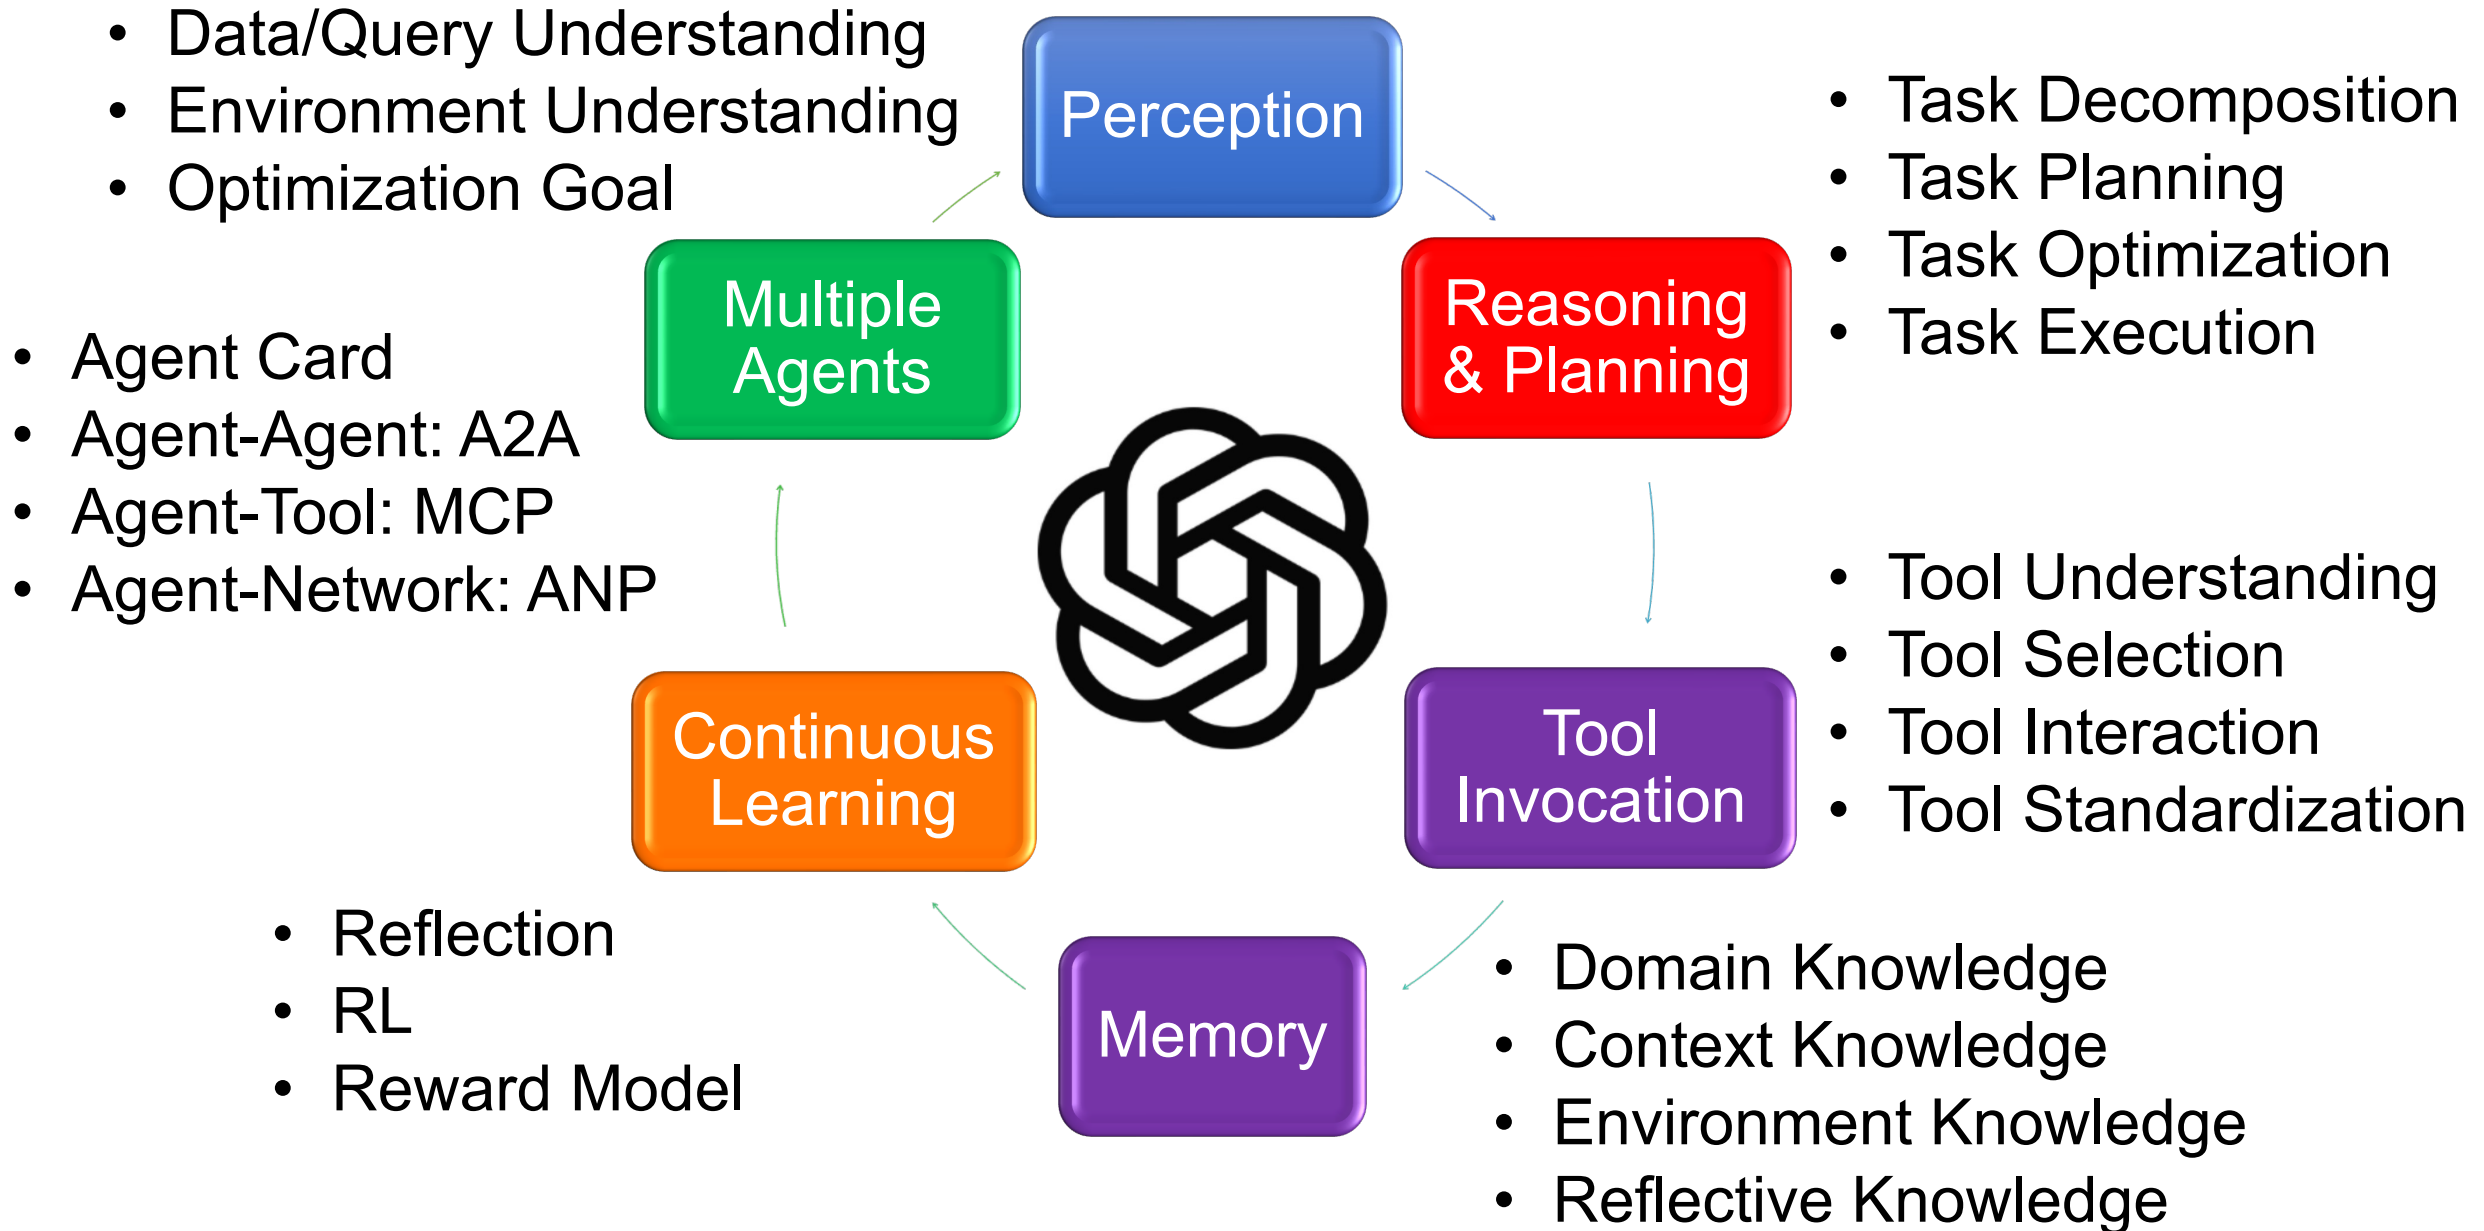 • Data/Query Understanding
• Environment Understanding
• Optimization Goal
Perception
• Task Decomposition
• Task Planning
• Task Optimization
• Task Execution
Reasoning
& Planning
Multiple
Agents
• Agent Card
• Agent-Agent: A2A
• Agent-Tool: MCP
• Agent-Network: ANP
• Tool Understanding
• Tool Selection
• Tool Interaction
• Tool Standardization
Tool
Invocation
Continuous
Learning
• Reflection
• RL
• Reward Model
Memory
• Domain Knowledge
• Context Knowledge
• Environment Knowledge
• Reflective Knowledge